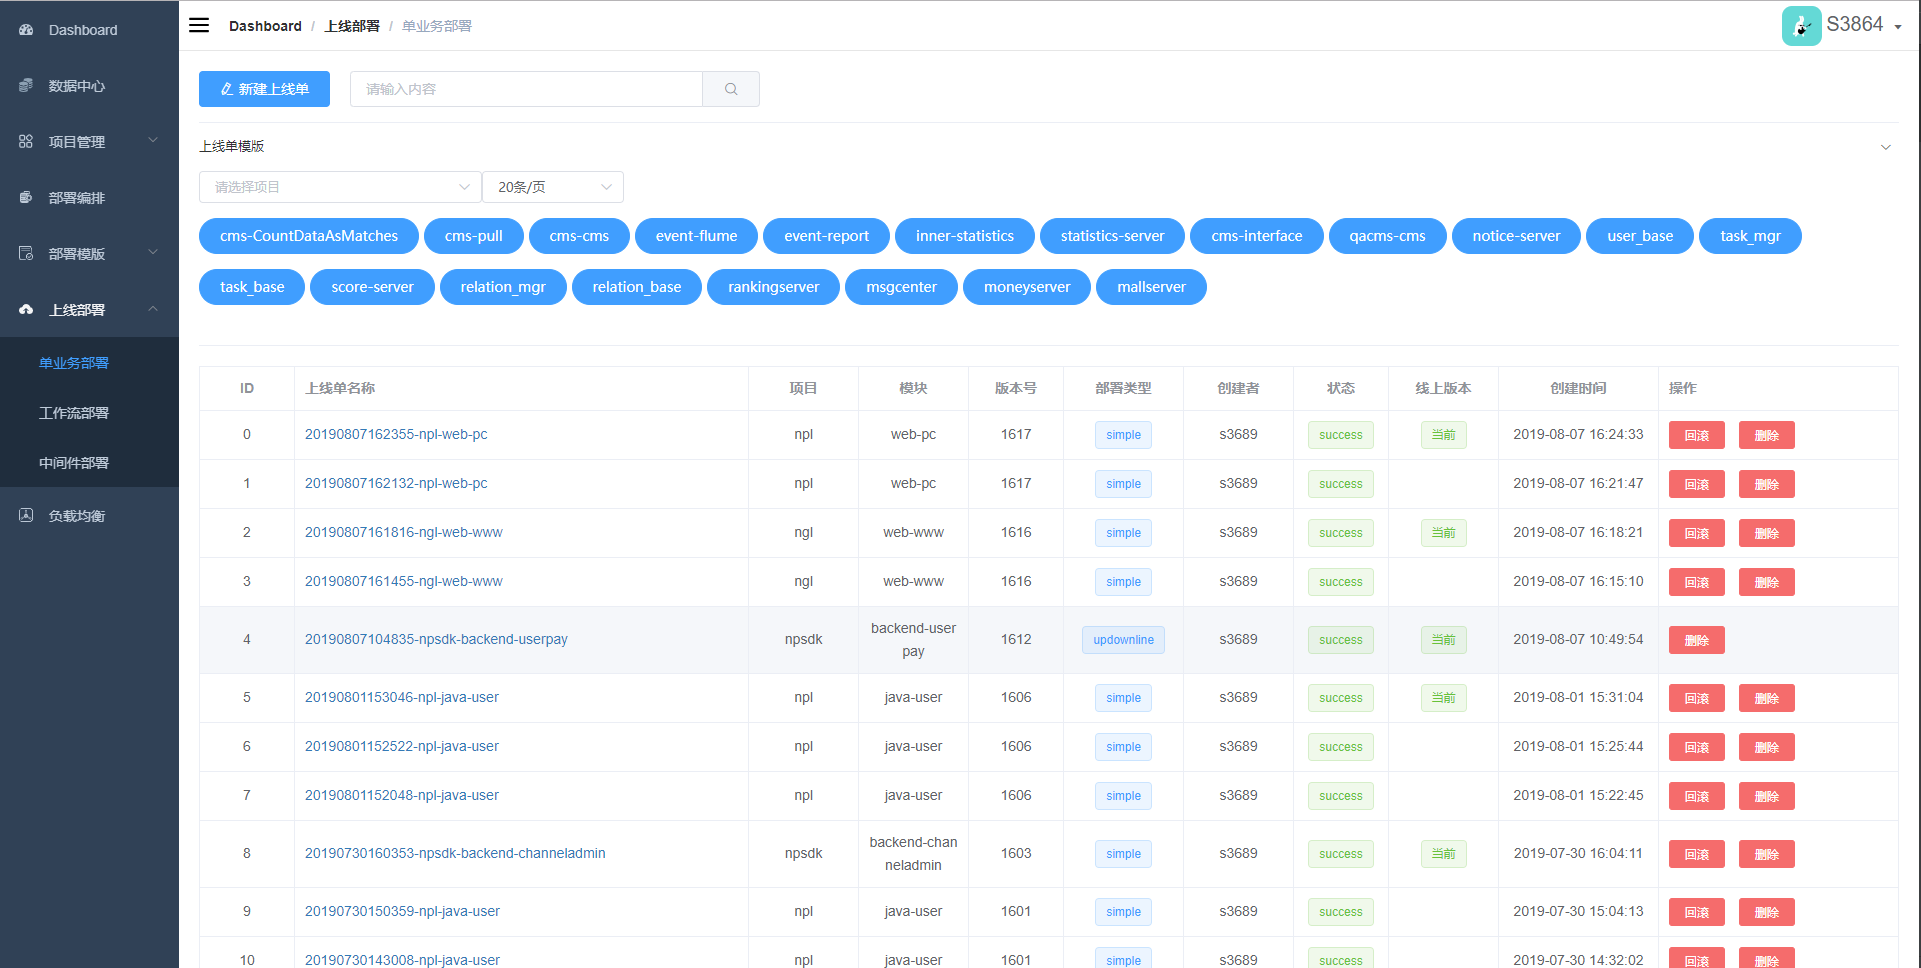 Dashboard
数据中心
项目管理
部署编排
部署模版
上线部署
单业务部署
工作流部署
中间件部署
负载均衡
Dashboard / 上线部署 / 单业务部署
S3864
新建上线单
请输入内容
上线单模版
请选择项目
20条/页
cms-CountDataAsMatches cms-pull cms-cms event-flume event-report inner-statistics statistics-server cms-interface qacms-cms notice-server user_base task_mgr
task_base score-server relation_mgr relation_base rankingserver msgcenter moneyserver mallserver
ID 上线单名称 项目 模块 版本号 部署类型 创建者 状态 线上版本 创建时间 操作
0 20190807162355-npl-web-pc npl web-pc 1617 simple s3689 success 当前 2019-08-07 16:24:33 回滚 删除
1 20190807162132-npl-web-pc npl web-pc 1617 simple s3689 success 2019-08-07 16:21:47 回滚 删除
2 20190807161816-ngl-web-www ngl web-www 1616 simple s3689 success 当前 2019-08-07 16:18:21 回滚 删除
3 20190807161455-ngl-web-www ngl web-www 1616 simple s3689 success 2019-08-07 16:15:10 回滚 删除
4 20190807104835-npsdk-backend-userpay npsdk backend-user
pay 1612 updownline s3689 success 当前 2019-08-07 10:49:54 删除
5 20190801153046-npl-java-user npl java-user 1606 simple s3689 success 当前 2019-08-01 15:31:04 回滚 删除
6 20190801152522-npl-java-user npl java-user 1606 simple s3689 success 2019-08-01 15:25:44 回滚 删除
7 20190801152048-npl-java-user npl java-user 1606 simple s3689 success 2019-08-01 15:22:45 回滚 删除
8 20190730160353-npsdk-backend-channeladmin npsdk backend-chan
neladmin 1603 simple s3689 success 当前 2019-07-30 16:04:11 回滚 删除
9 20190730150359-npl-java-user npl java-user 1601 simple s3689 success 2019-07-30 15:04:13 回滚 删除
10 20190730143008-npl-java-user npl java-user 1601 simple s3689 success 2019-07-30 14:32:02 回滚 删除